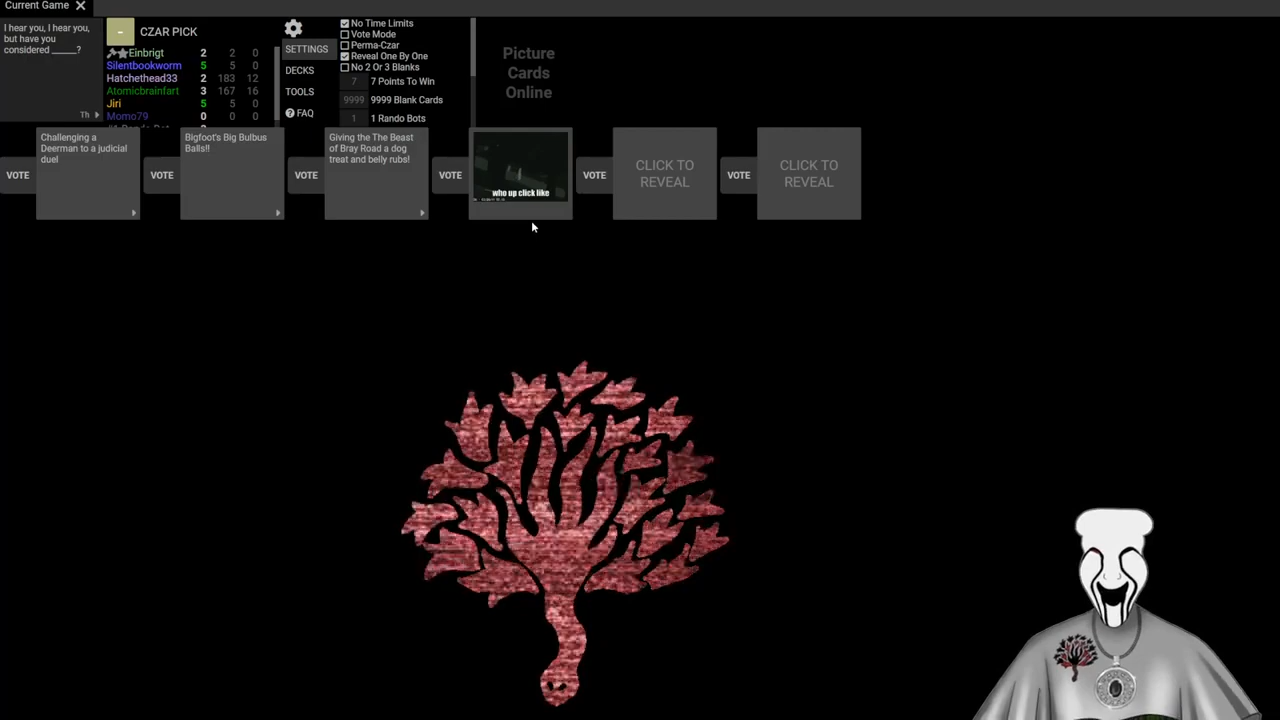 Current Game
I hear you, I hear you,
but have you
considered _____?
Th
-
CZAR PICK
Einbrigt 2 2 0
Silentbookworm 5 5 0
Hatchethead33 2 183 12
Atomicbrainfart 3 167 16
Jiri 5 5 0
Momo79 0 0 0
SETTINGS
DECKS
TOOLS
FAQ
No Time Limits
Vote Mode
Perma-Czar
Reveal One By One
No 2 Or 3 Blanks
7 7 Points To Win
9999 9999 Blank Cards
1 1 Rando Bots
Picture
Cards
Online
VOTE
Challenging a
Deerman to a judicial
duel
VOTE
Bigfoot's Big Bulbus
Balls!!
VOTE
Giving the The Beast
of Bray Road a dog
treat and belly rubs!
VOTE
who up click like
VOTE
CLICK TO
REVEAL
VOTE
CLICK TO
REVEAL